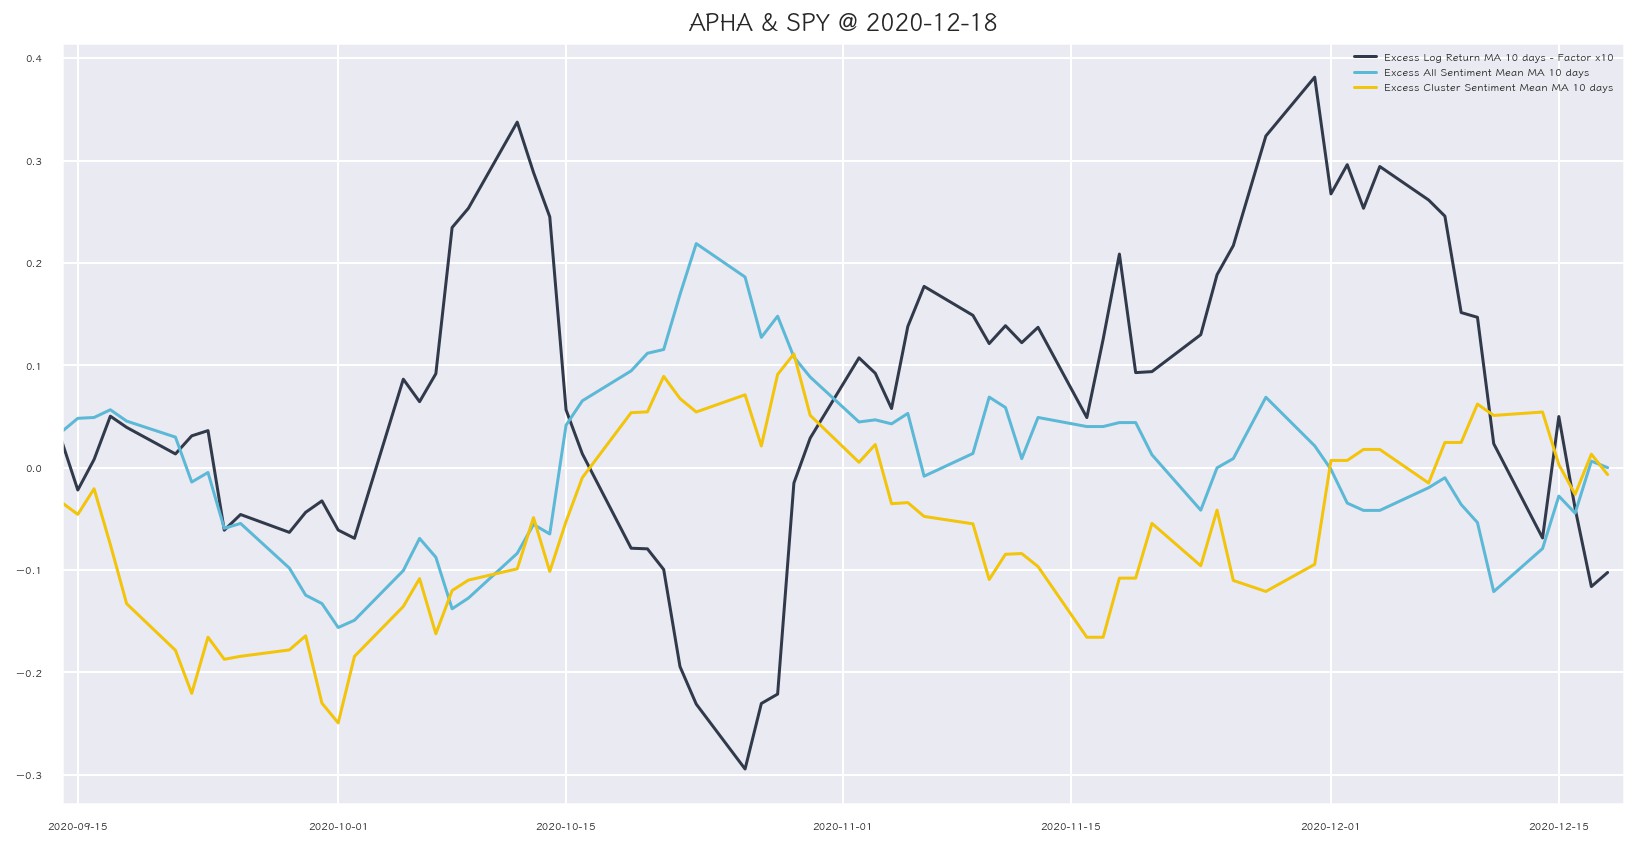 APHA & SPY @ 2020-12-18
Excess Log Return MA 10 days - Factor x10
Excess All Sentiment Mean MA 10 days
Excess Cluster Sentiment Mean MA 10 days
0.4
0.3
0.2
0.1
0.0
−0.1
−0.2
−0.3
2020-09-15 2020-10-01 2020-10-15 2020-11-01 2020-11-15 2020-12-01 2020-12-15